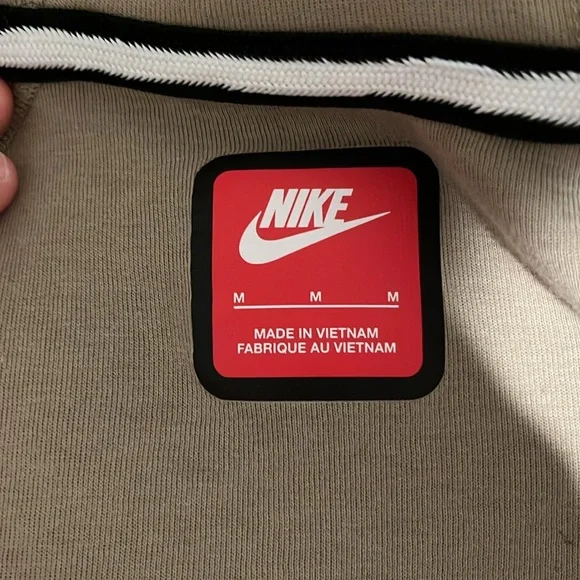 NIKE
M M M
MADE IN VIETNAM
FABRIQUE AU VIETNAM